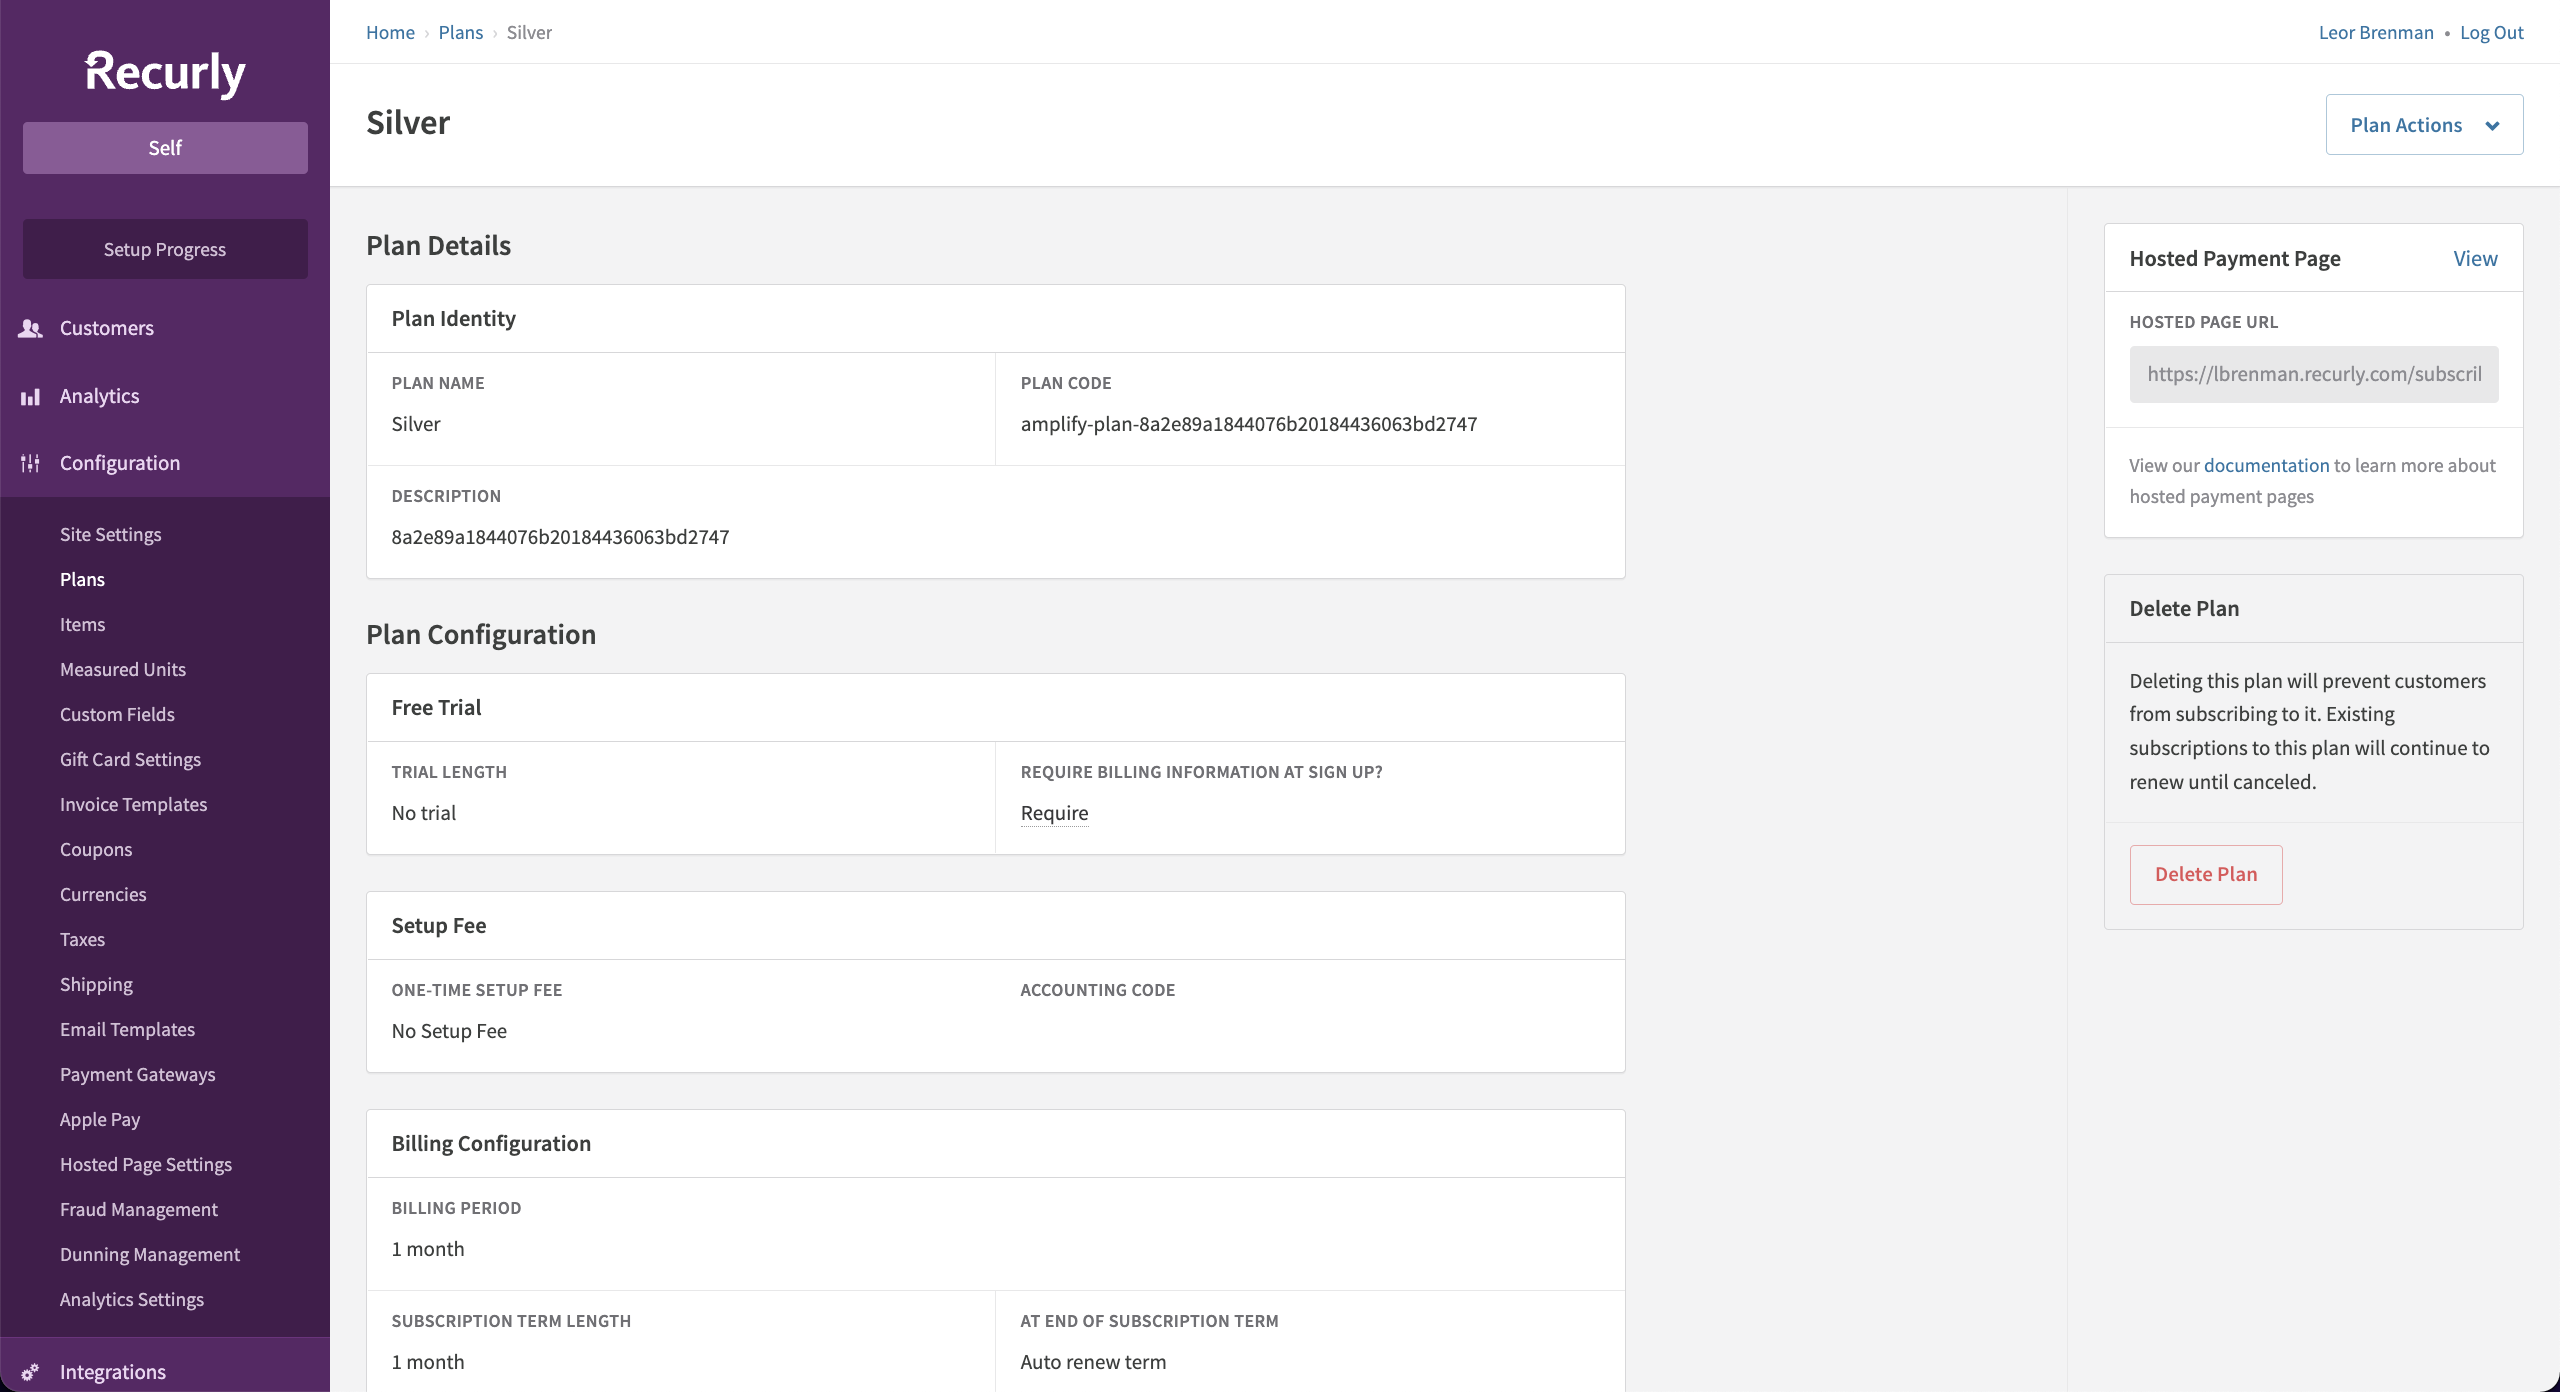 Recurly
Self
Setup Progress
Customers
Analytics
Configuration
Site Settings
Plans
Items
Measured Units
Custom Fields
Gift Card Settings
Invoice Templates
Coupons
Currencies
Taxes
Shipping
Email Templates
Payment Gateways
Apple Pay
Hosted Page Settings
Fraud Management
Dunning Management
Analytics Settings
Integrations
Home › Plans › Silver
Leor Brenman • Log Out
Silver
Plan Actions
Plan Details
Plan Identity
PLAN NAME
Silver
PLAN CODE
amplify-plan-8a2e89a1844076b20184436063bd2747
DESCRIPTION
8a2e89a1844076b20184436063bd2747
Plan Configuration
Free Trial
TRIAL LENGTH
No trial
REQUIRE BILLING INFORMATION AT SIGN UP?
Require
Setup Fee
ONE-TIME SETUP FEE
No Setup Fee
ACCOUNTING CODE
Billing Configuration
BILLING PERIOD
1 month
SUBSCRIPTION TERM LENGTH
1 month
AT END OF SUBSCRIPTION TERM
Auto renew term
Hosted Payment Page
View
HOSTED PAGE URL
https://lbrenman.recurly.com/subscril
View our documentation to learn more about
hosted payment pages
Delete Plan
Deleting this plan will prevent customers
from subscribing to it. Existing
subscriptions to this plan will continue to
renew until canceled.
Delete Plan